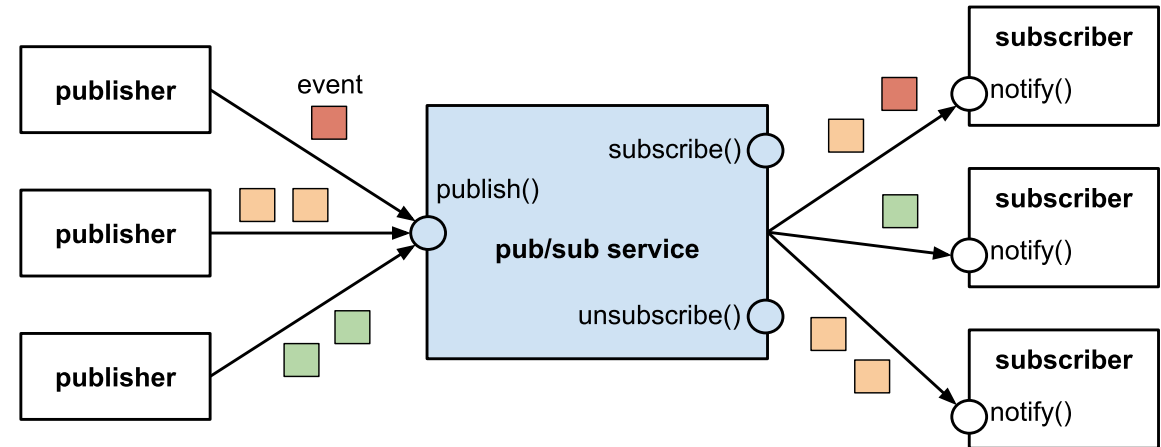 publisher
event
publisher
publisher
publish()
subscribe()
pub/sub service
unsubscribe()
subscriber
notify()
subscriber
notify()
subscriber
notify()